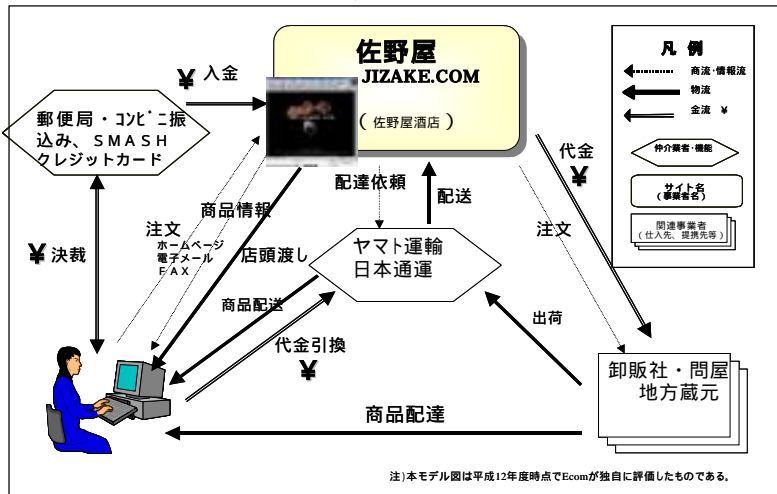 佐野屋
JIZAKE.COM
( 佐野屋酒店 )
¥ 入金
郵便局・コンビニ振
込み、SMASH
クレジットカード
凡 例
商流・情報流
物流
金流 ¥
仲介業者・機能
サイト名
(事業者名)
関連事業者
(仕入先、提携先等)
代金
¥
配達依頼
配送
注文
商品情報
注文
ホームページ
電子メール
FAX
店頭渡し
¥ 決裁
ヤマト運輸
日本通運
商品配送
代金引換
¥
出荷
卸販社・問屋
地方蔵元
商品配達
注)本モデル図は平成12年度時点でEcomが独自に評価したものである。